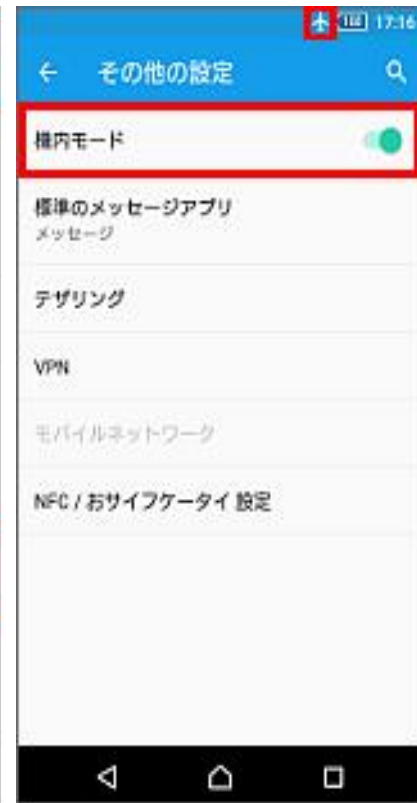 100 17:16
その他の設定
機内モード
標準のメッセージアプリ
メッセージ
テザリング
VPN
モバイルネットワーク
NFC / おサイフケータイ 設定